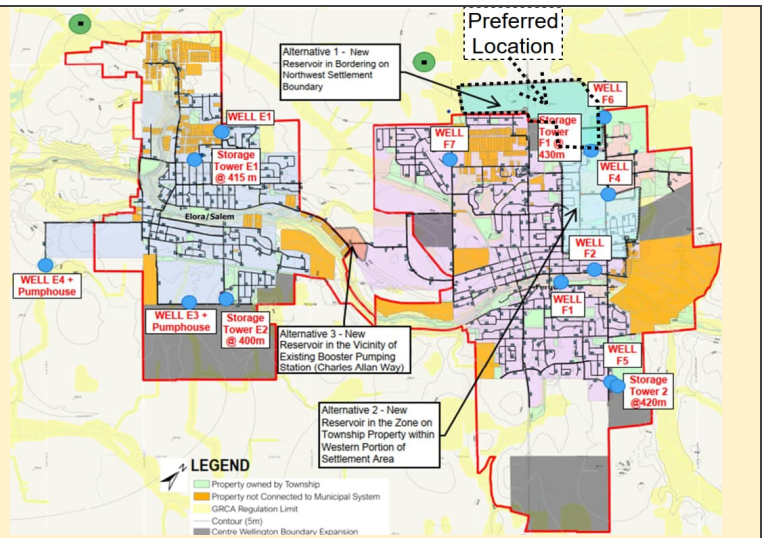 Preferred
Location
Alternative 1 - New
Reservoir in Bordering on
Northwest Settlement
Boundary
WELL
F6
WELL E1
Storage
Tower
F1 @
430m
WELL
F7
Storage
Tower E1
@ 415 m
WELL
F4
Elora/Salem
WELL
F2
WELL E4 +
Pumphouse
WELL
F1
WELL E3 +
Pumphouse
Storage
Tower E2
@ 400m
Alternative 3 - New
Reservoir in the Vicinity of
Existing Booster Pumping
Station (Charles Allan Way)
WELL
F5
Storage
Tower 2
@420m
Alternative 2 - New
Reservoir in the Zone on
Township Property within
Western Portion of
Settlement Area
LEGEND
Property owned by Township
Property not Connected to Municipal System
GRCA Regulation Limit
Contour (5m)
Centre Wellington Boundary Expansion